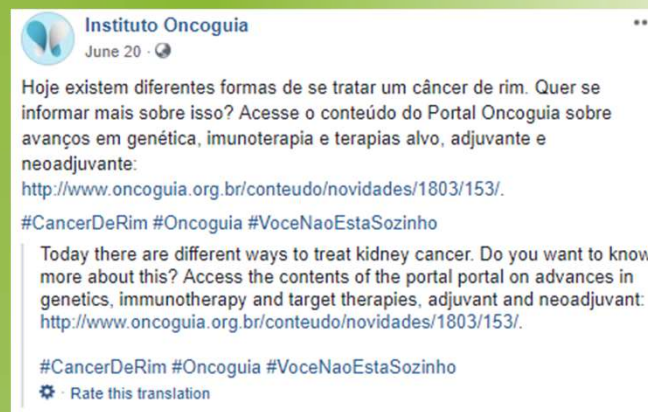 Instituto Oncoguia
June 20 ·
Hoje existem diferentes formas de se tratar um câncer de rim. Quer se
informar mais sobre isso? Acesse o conteúdo do Portal Oncoguia sobre
avanços em genética, imunoterapia e terapias alvo, adjuvante e
neoadjuvante:
http://www.oncoguia.org.br/conteudo/novidades/1803/153/.
#CancerDeRim #Oncoguia #VoceNaoEstaSozinho
Today there are different ways to treat kidney cancer. Do you want to know
more about this? Access the contents of the portal portal on advances in
genetics, immunotherapy and target therapies, adjuvant and neoadjuvant:
http://www.oncoguia.org.br/conteudo/novidades/1803/153/.
#CancerDeRim #Oncoguia #VoceNaoEstaSozinho
· Rate this translation